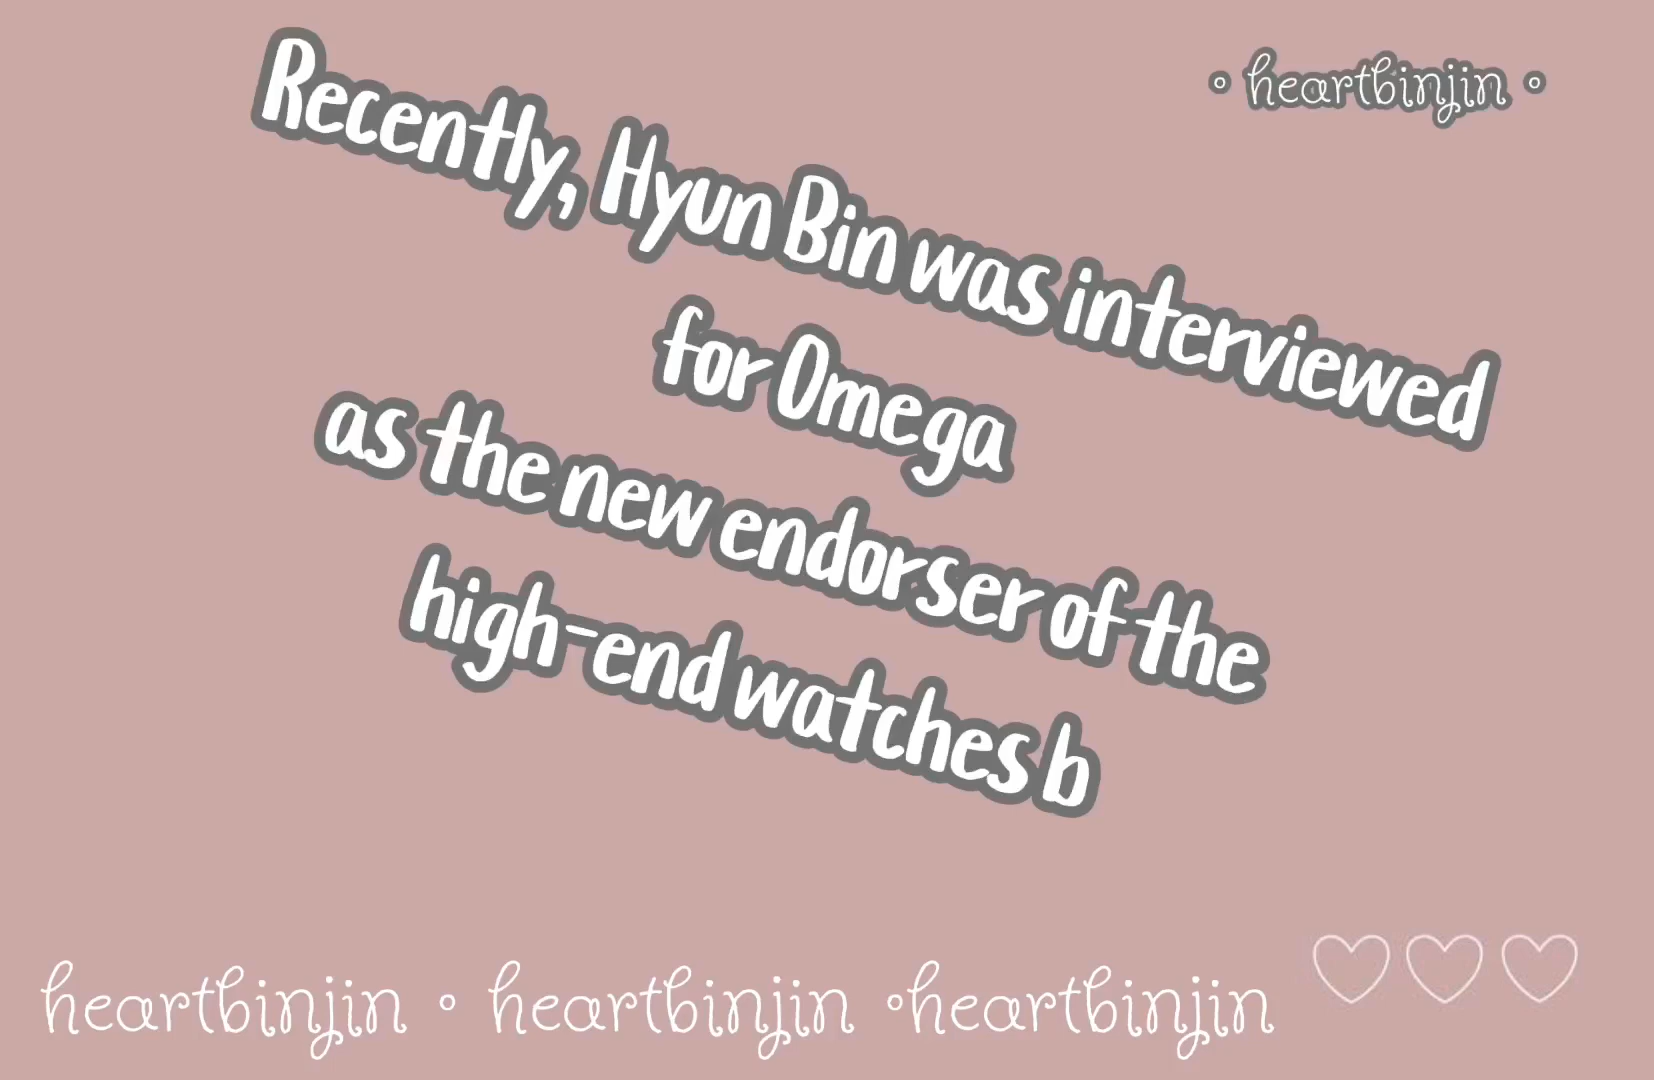 • heartbinjin •
Recently, Hyun Bin was interviewed
for Omega
as the new endorser of the
high-end watches b
heartbinjin • heartbinjin •heartbinjin